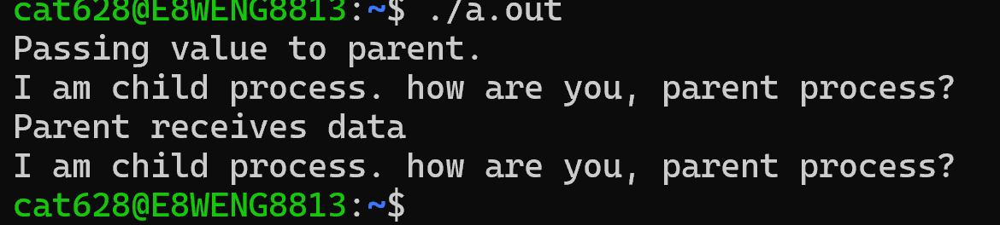 cat628@E8WENG8813:~$ ./a.out
Passing value to parent.
I am child process. how are you, parent process?
Parent receives data
I am child process. how are you, parent process?
cat628@E8WENG8813:~$